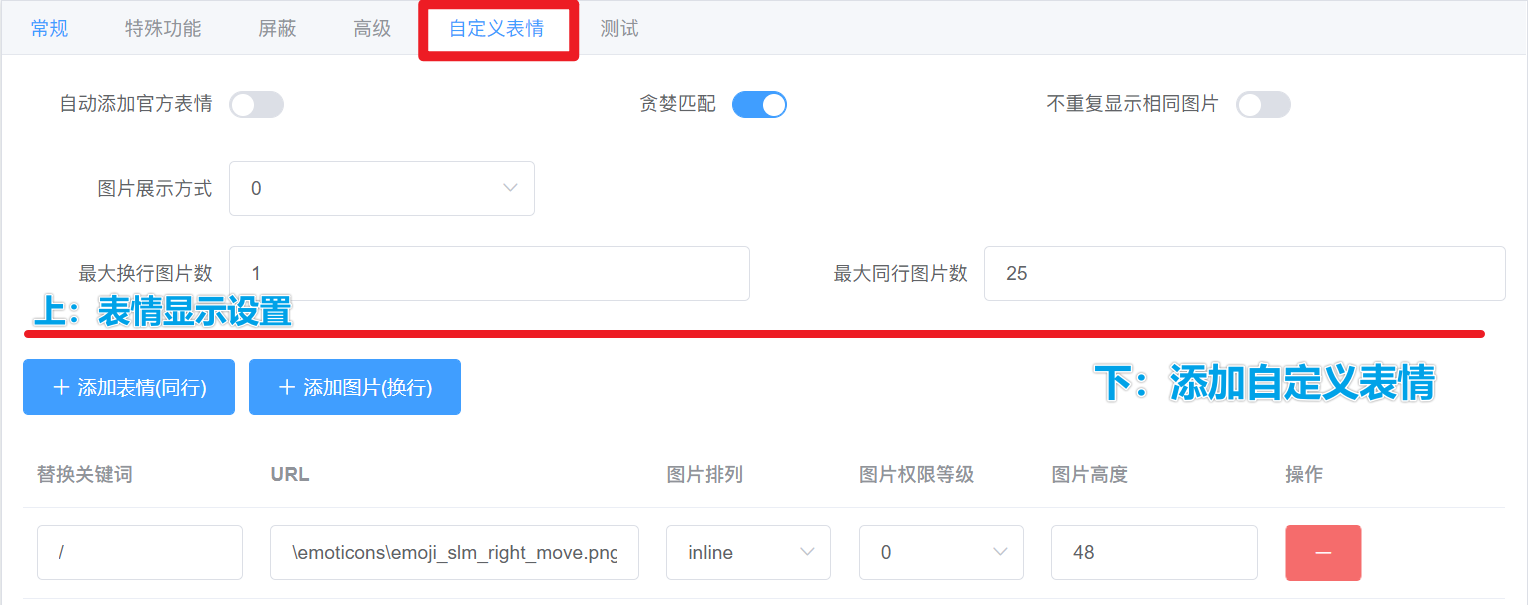 常规 特殊功能 屏蔽 高级 自定义表情 测试
自动添加官方表情 贪婪匹配 不重复显示相同图片
图片展示方式 0
最大换行图片数 1 最大同行图片数 25
上：表情显示设置
下：添加自定义表情
+ 添加表情(同行) + 添加图片(换行)
替换关键词 URL 图片排列 图片权限等级 图片高度 操作
/ \emoticons\emoji_slm_right_move.png inline 0 48 —